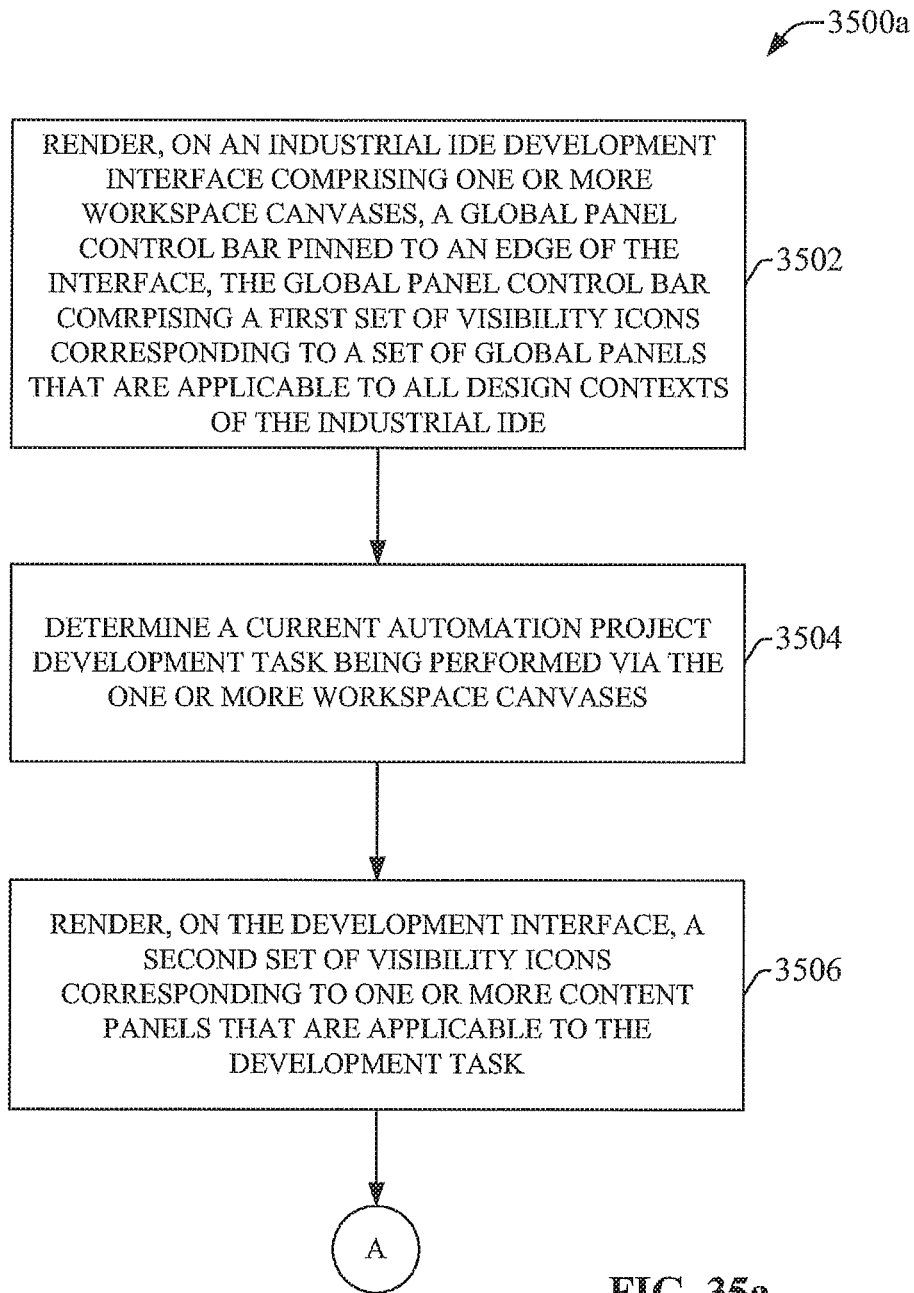 3500a
RENDER, ON AN INDUSTRIAL IDE DEVELOPMENT
INTERFACE COMPRISING ONE OR MORE
WORKSPACE CANVASES, A GLOBAL PANEL
CONTROL BAR PINNED TO AN EDGE OF THE
INTERFACE, THE GLOBAL PANEL CONTROL BAR
COMRPISING A FIRST SET OF VISIBILITY ICONS
CORRESPONDING TO A SET OF GLOBAL PANELS
THAT ARE APPLICABLE TO ALL DESIGN CONTEXTS
OF THE INDUSTRIAL IDE
3502
DETERMINE A CURRENT AUTOMATION PROJECT
DEVELOPMENT TASK BEING PERFORMED VIA THE
ONE OR MORE WORKSPACE CANVASES
3504
RENDER, ON THE DEVELOPMENT INTERFACE, A
SECOND SET OF VISIBILITY ICONS
CORRESPONDING TO ONE OR MORE CONTENT
PANELS THAT ARE APPLICABLE TO THE
DEVELOPMENT TASK
3506
A
FIG. 35a